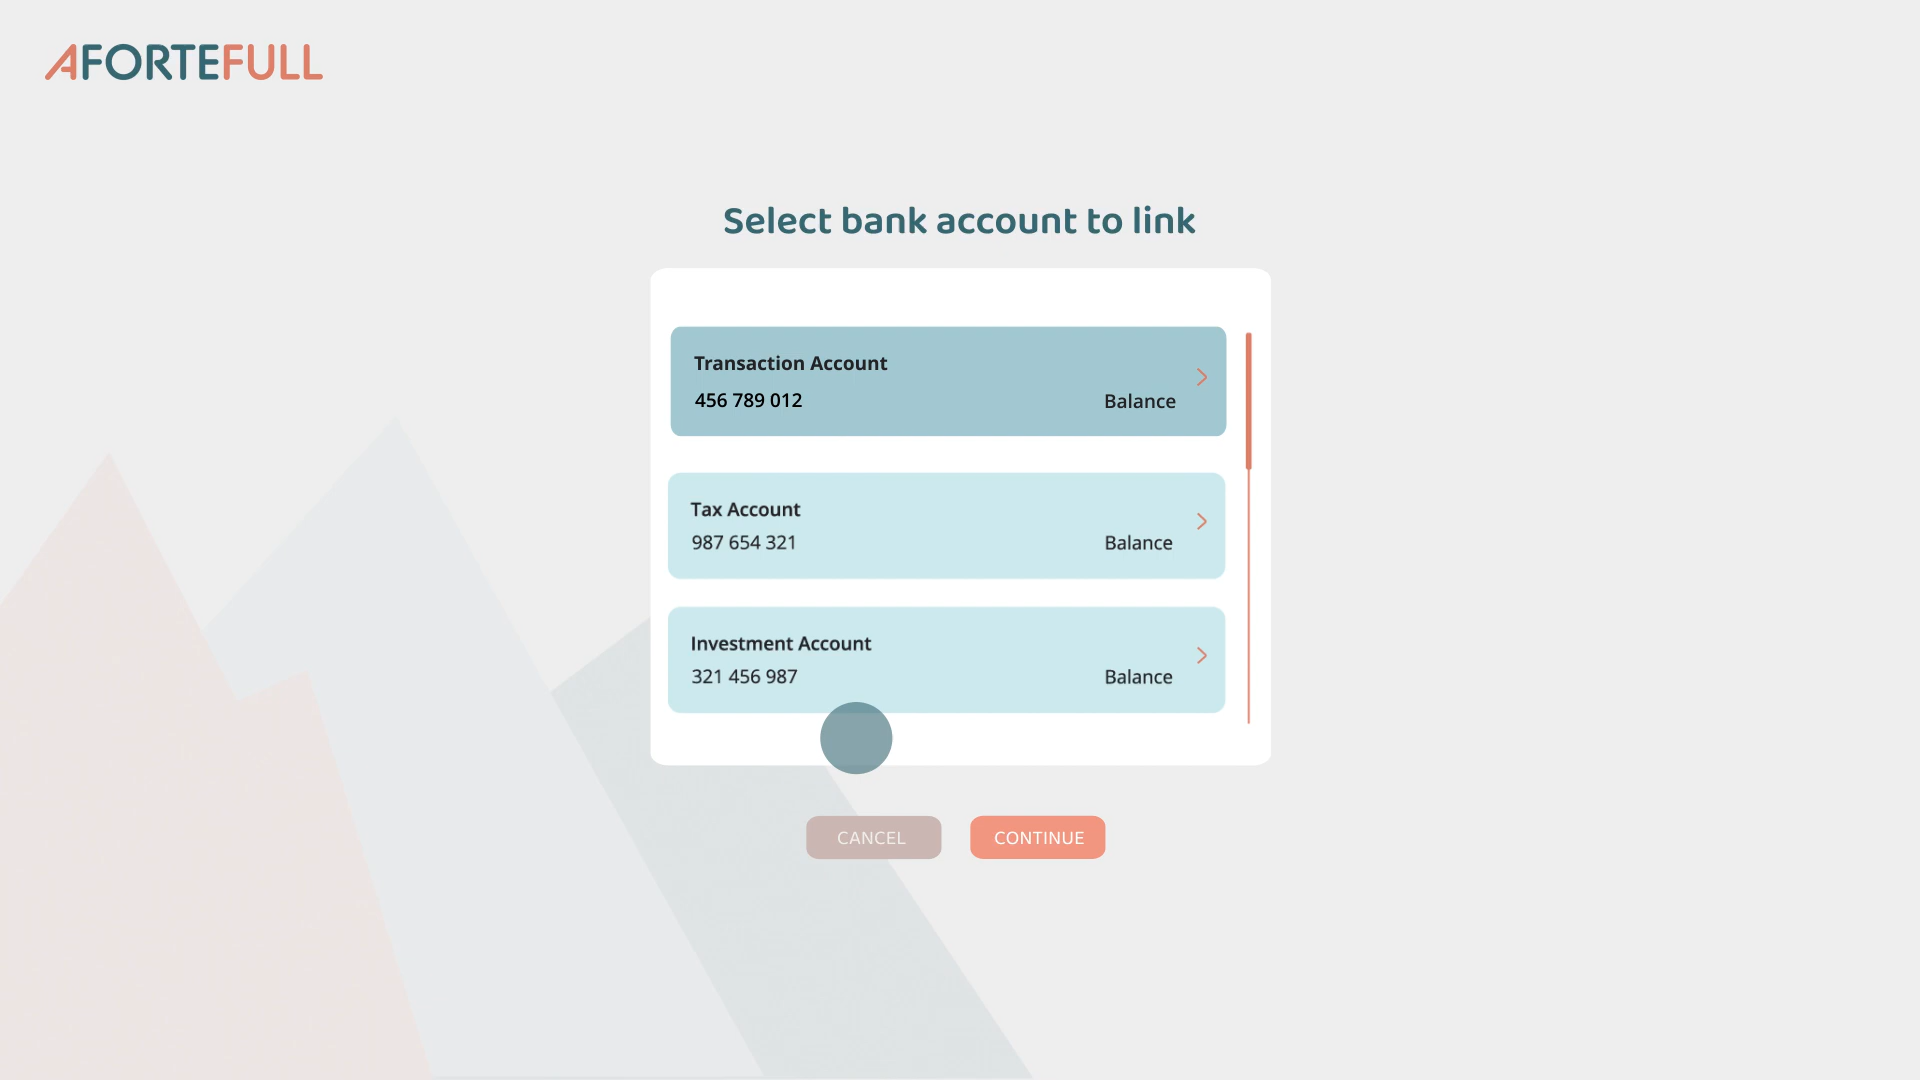 AFORTEFULL
Select bank account to link
Transaction Account
456 789 012
Balance
Tax Account
987 654 321
Balance
Investment Account
321 456 987
Balance
CANCEL
CONTINUE